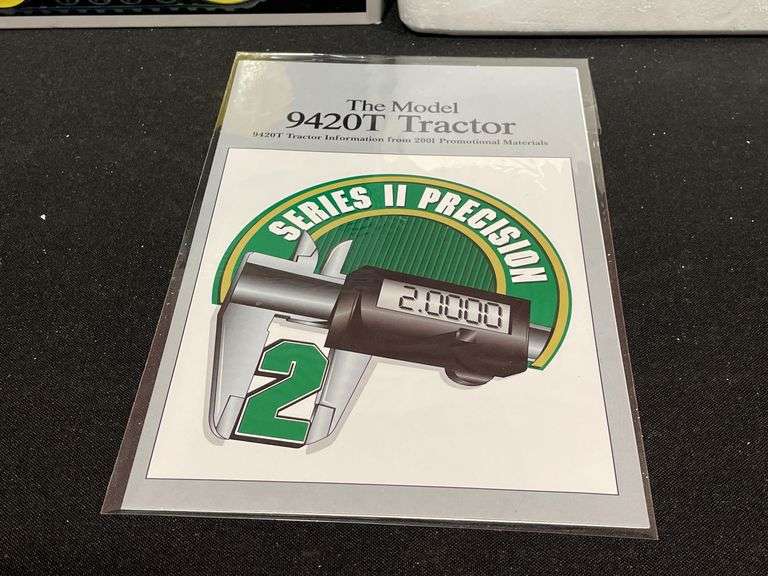 The Model
9420T Tractor
9420T Tractor Information from 2001 Promotional Materials
SERIES II PRECISION
2.0000
2